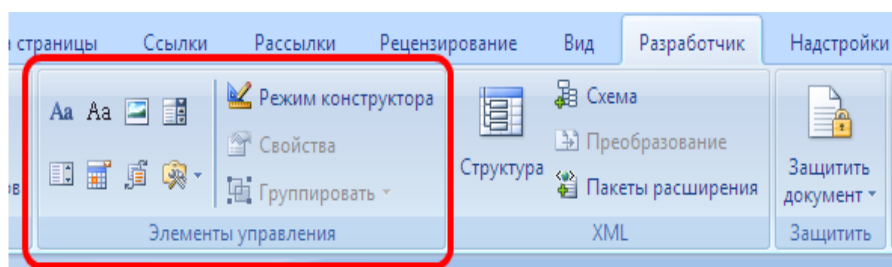 страницы Ссылки Рассылки Рецензирование Вид Разработчик Надстройки
Aa Aa Режим конструктора
Свойства
Группировать
Элементы управления
Структура
Схема
Преобразование
Пакеты расширения
XML
Защитить
документ
Защитить